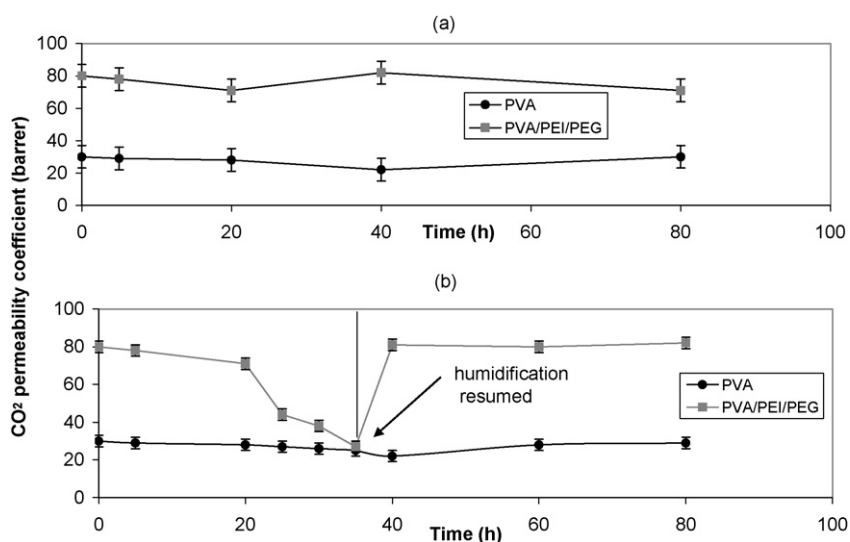 (a)
100
80
60
40
20
0
PVA
PVA/PEI/PEG
0 20 40 60 80 100
Time (h)
CO² permeability coefficient (barrer)
(b)
100
80
60
40
20
0
humidification
resumed
PVA
PVA/PEI/PEG
0 20 40 60 80 100
Time (h)